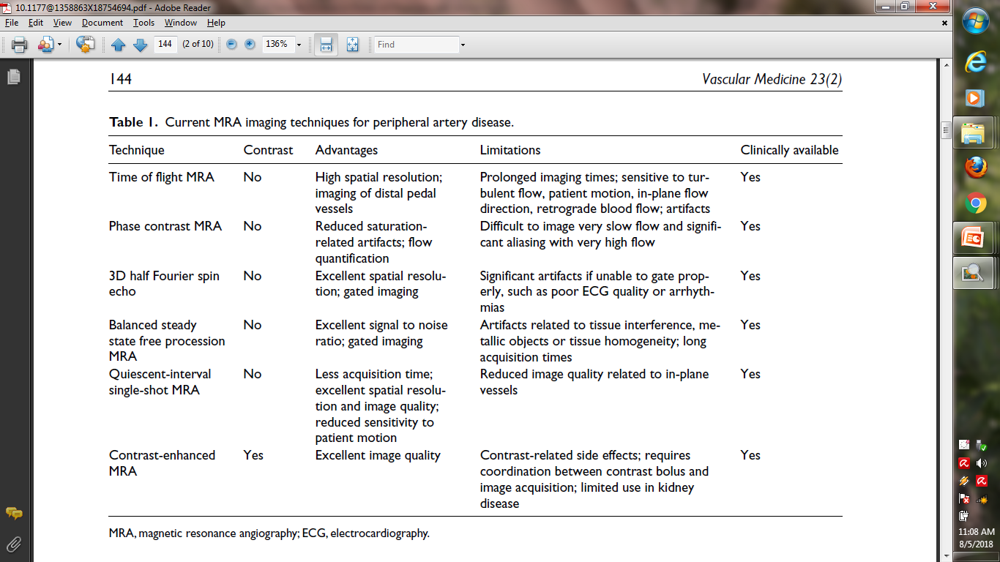 10.1177@1358863X18754694.pdf - Adobe Reader
File Edit View Document Tools Window Help
144 (2 of 10) 136% Find
144 Vascular Medicine 23(2)
Table 1. Current MRA imaging techniques for peripheral artery disease.
Technique Contrast Advantages Limitations Clinically available
Time of flight MRA No High spatial resolution; Prolonged imaging times; sensitive to tur- Yes
imaging of distal pedal bulent flow, patient motion, in-plane flow
vessels direction, retrograde blood flow; artifacts
Phase contrast MRA No Reduced saturation- Difficult to image very slow flow and signifi- Yes
related artifacts; flow cant aliasing with very high flow
quantification
3D half Fourier spin No Excellent spatial resolu- Significant artifacts if unable to gate prop- Yes
echo tion; gated imaging erly, such as poor ECG quality or arrhyth-
mias
Balanced steady No Excellent signal to noise Artifacts related to tissue interference, me- Yes
state free procession ratio; gated imaging tallic objects or tissue homogeneity; long
MRA acquisition times
Quiescent-interval No Less acquisition time; Reduced image quality related to in-plane Yes
single-shot MRA excellent spatial resolu- vessels
tion and image quality;
reduced sensitivity to
patient motion
Contrast-enhanced Yes Excellent image quality Contrast-related side effects; requires Yes
MRA coordination between contrast bolus and
image acquisition; limited use in kidney
disease
MRA, magnetic resonance angiography; ECG, electrocardiography.
11:08 AM
8/5/2018